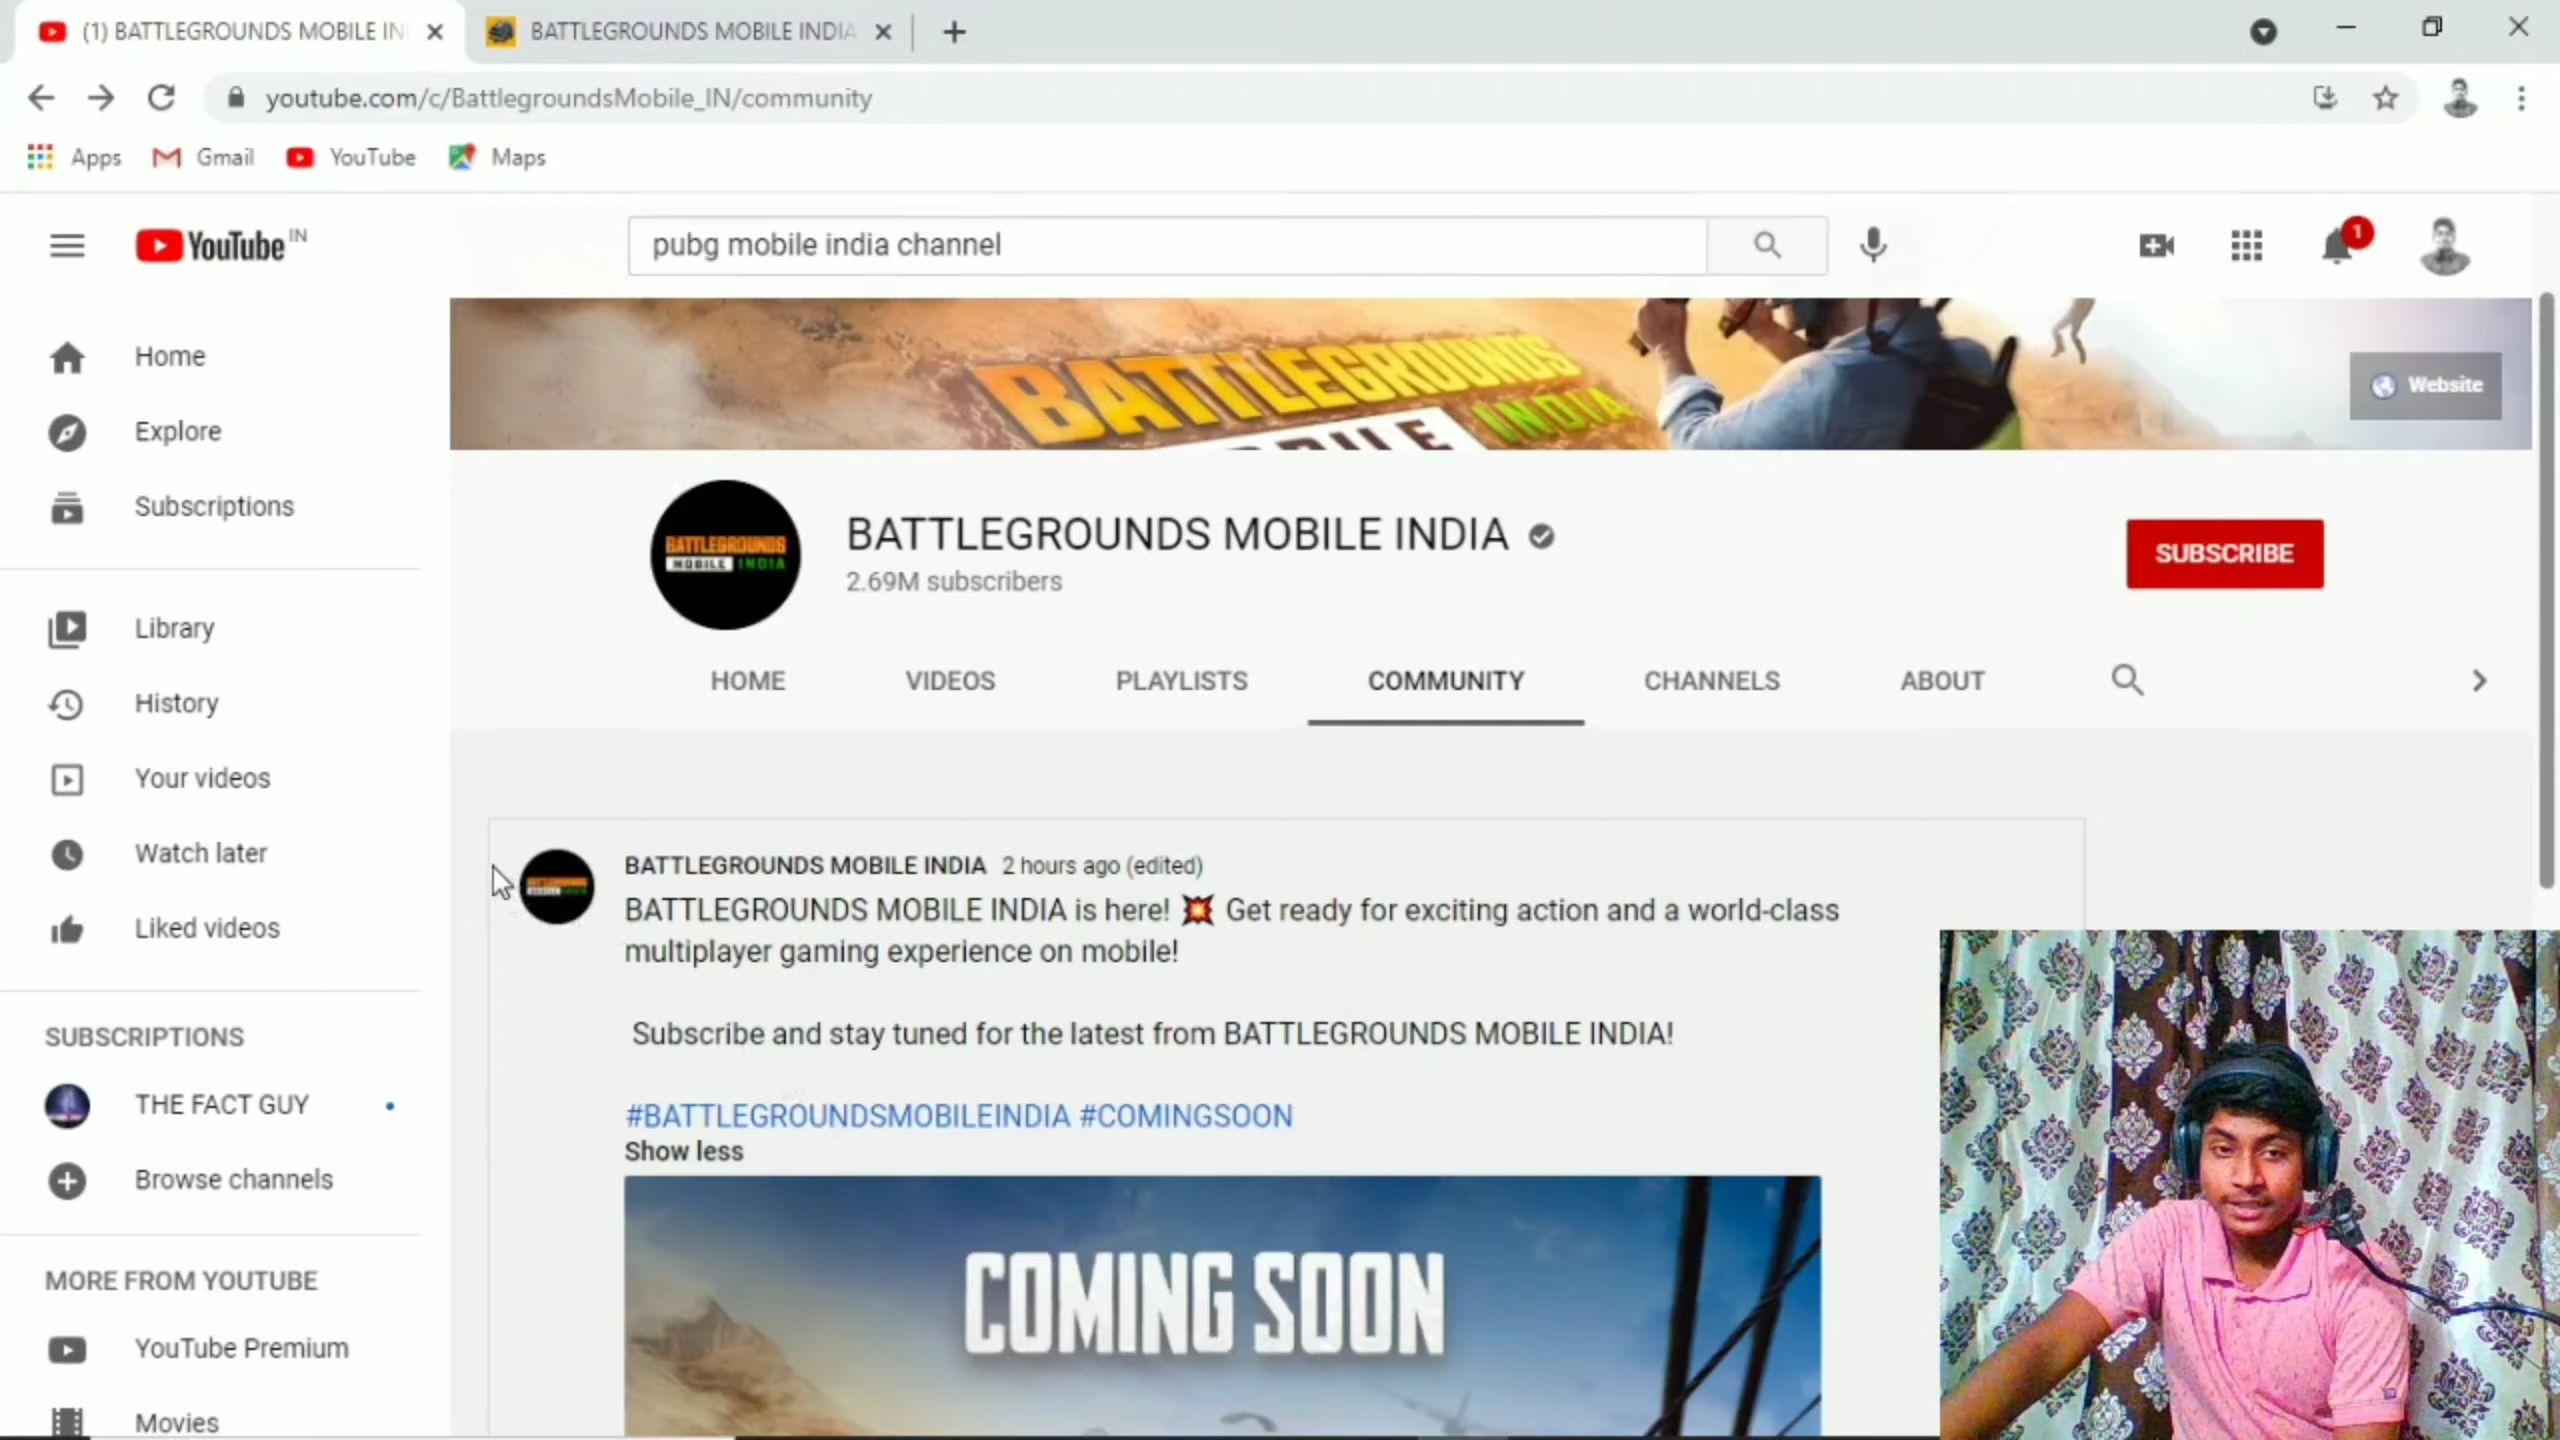 (1) BATTLEGROUNDS MOBILE IN
BATTLEGROUNDS MOBILE INDIA
youtube.com/c/BattlegroundsMobile_IN/community
Apps
Gmail
YouTube
Maps
YouTube IN
pubg mobile india channel
1
Home
Explore
Subscriptions
Library
History
Your videos
Watch later
Liked videos
SUBSCRIPTIONS
THE FACT GUY
Browse channels
MORE FROM YOUTUBE
YouTube Premium
Movies
BATTLEGROUNDS
INDIA
Website
BATTLEGROUNDS
MOBILE INDIA
BATTLEGROUNDS MOBILE INDIA
2.69M subscribers
SUBSCRIBE
HOME
VIDEOS
PLAYLISTS
COMMUNITY
CHANNELS
ABOUT
BATTLEGROUNDS MOBILE INDIA 2 hours ago (edited)
BATTLEGROUNDS MOBILE INDIA is here! 💥 Get ready for exciting action and a world-class
multiplayer gaming experience on mobile!
Subscribe and stay tuned for the latest from BATTLEGROUNDS MOBILE INDIA!
#BATTLEGROUNDSMOBILEINDIA #COMINGSOON
Show less
COMING SOON